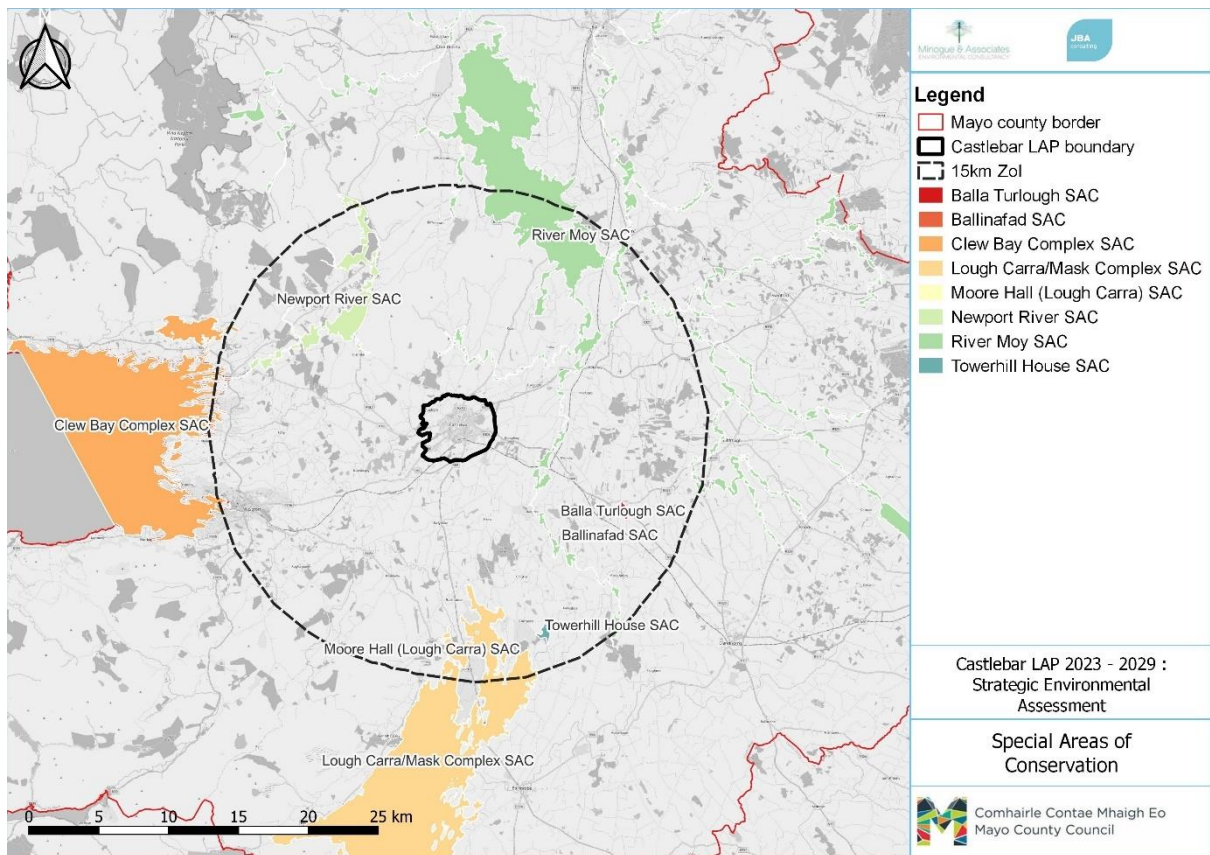 River Moy SAC
Newport River SAC
Clew Bay Complex SAC
Balla Turlough SAC
Ballinafad SAC
Towerhill House SAC
Moore Hall (Lough Carra) SAC
Lough Carra/Mask Complex SAC
0 5 10 15 20 25 km
Minogue & Associates
ENVIRONMENTAL CONSULTANCY
JBA
consulting
Legend
Mayo county border
Castlebar LAP boundary
15km ZoI
Balla Turlough SAC
Ballinafad SAC
Clew Bay Complex SAC
Lough Carra/Mask Complex SAC
Moore Hall (Lough Carra) SAC
Newport River SAC
River Moy SAC
Towerhill House SAC
Castlebar LAP 2023 - 2029 :
Strategic Environmental
Assessment
Special Areas of
Conservation
Comhairle Contae Mhaigh Eo
Mayo County Council